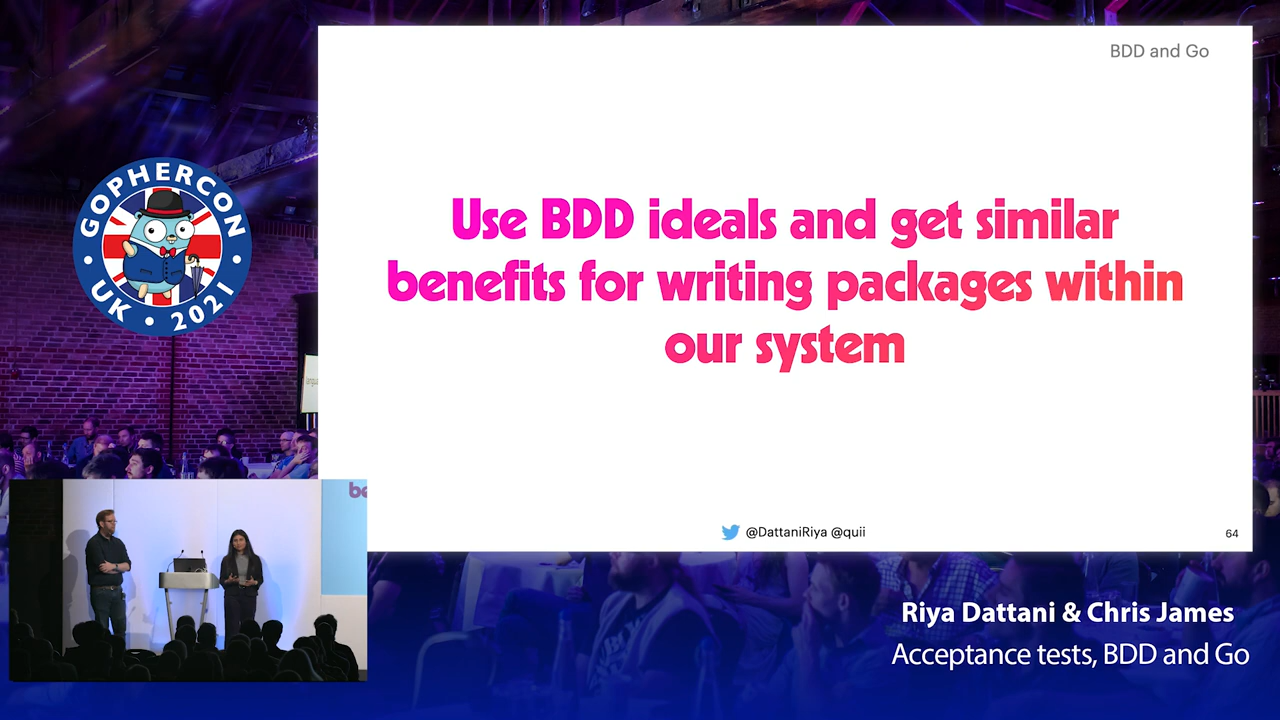 BDD and Go
GOPHERCON
UK • 2021
Use BDD ideals and get similar
benefits for writing packages within
our system
be
@DattaniRiya @quii
64
Riya Dattani & Chris James
Acceptance tests, BDD and Go